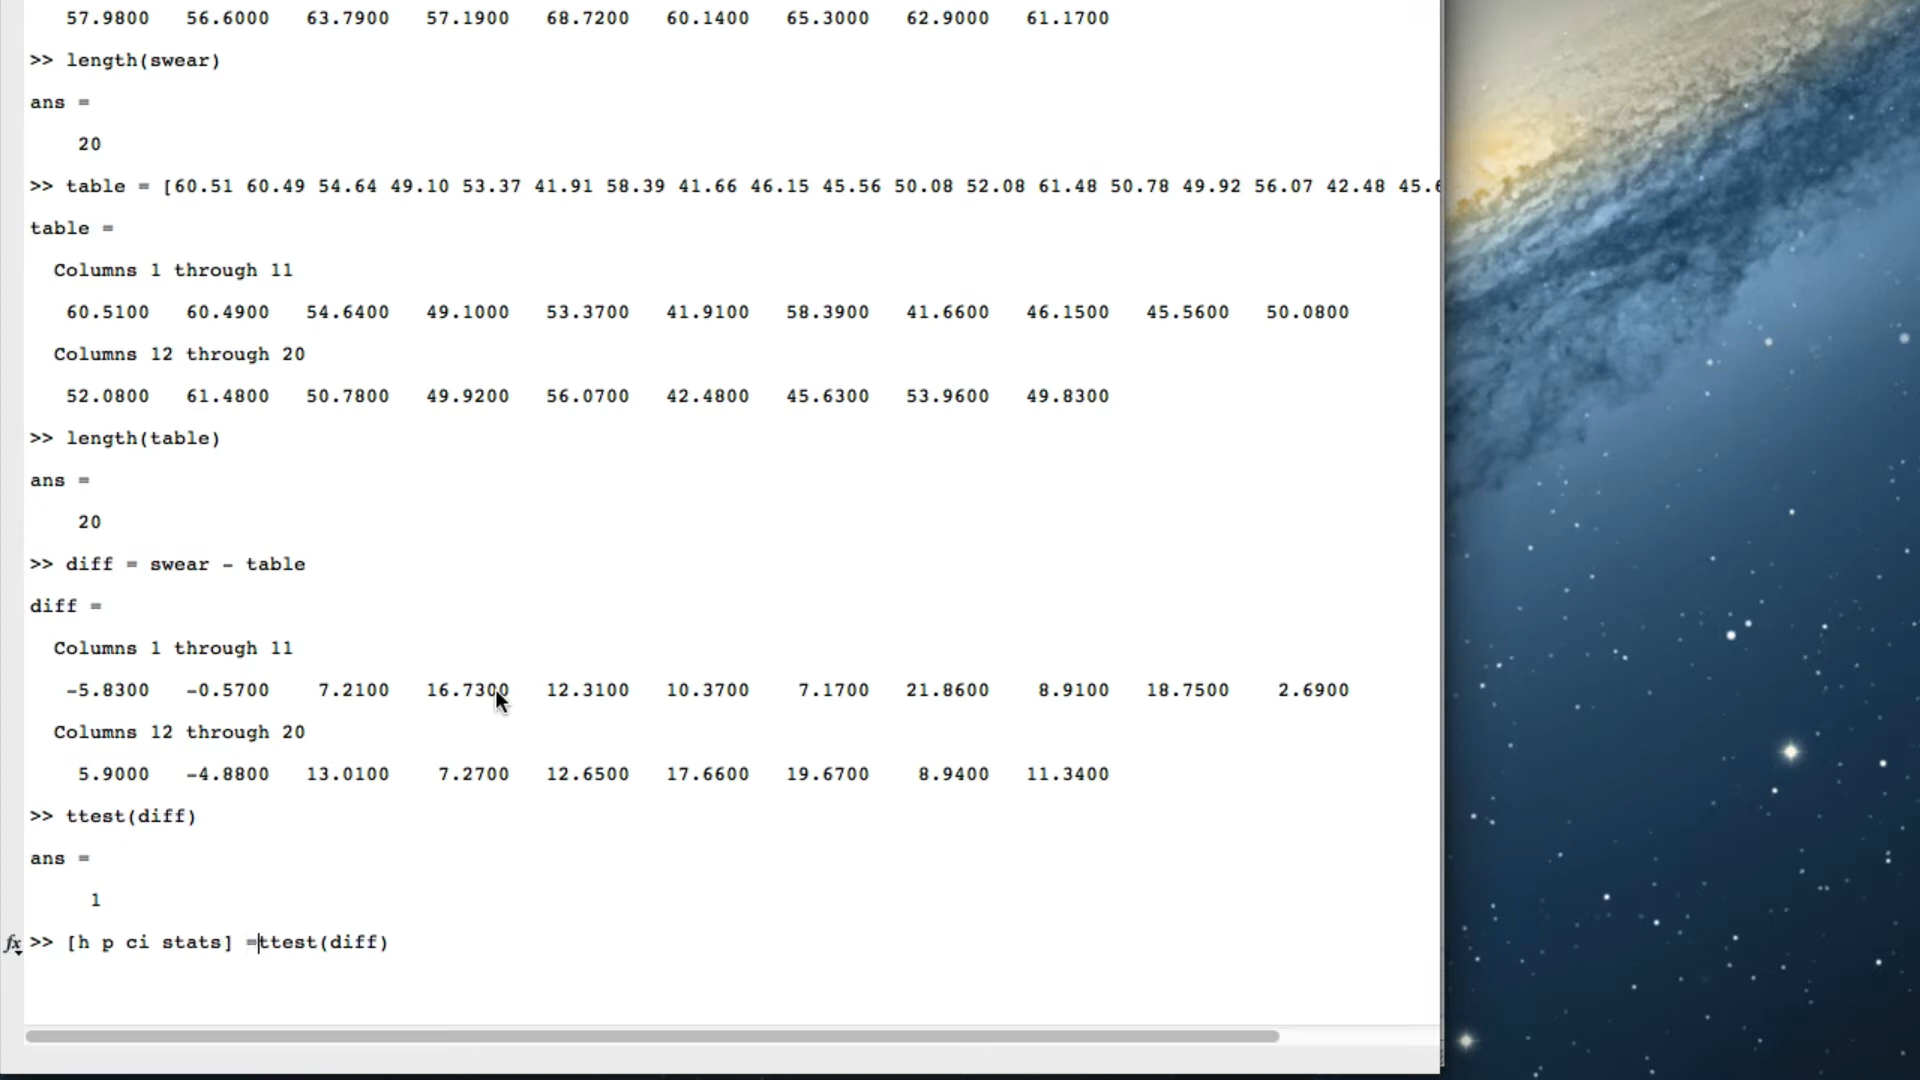 57.9800 56.6000 63.7900 57.1900 68.7200 60.1400 65.3000 62.9000 61.1700
>> length(swear)
ans =
20
>> table = [60.51 60.49 54.64 49.10 53.37 41.91 58.39 41.66 46.15 45.56 50.08 52.08 61.48 50.78 49.92 56.07 42.48 45.6
table =
Columns 1 through 11
60.5100 60.4900 54.6400 49.1000 53.3700 41.9100 58.3900 41.6600 46.1500 45.5600 50.0800
Columns 12 through 20
52.0800 61.4800 50.7800 49.9200 56.0700 42.4800 45.6300 53.9600 49.8300
>> length(table)
ans =
20
>> diff = swear - table
diff =
Columns 1 through 11
-5.8300 -0.5700 7.2100 16.7300 12.3100 10.3700 7.1700 21.8600 8.9100 18.7500 2.6900
Columns 12 through 20
5.9000 -4.8800 13.0100 7.2700 12.6500 17.6600 19.6700 8.9400 11.3400
>> ttest(diff)
ans =
1
fx >> [h p ci stats] =ttest(diff)